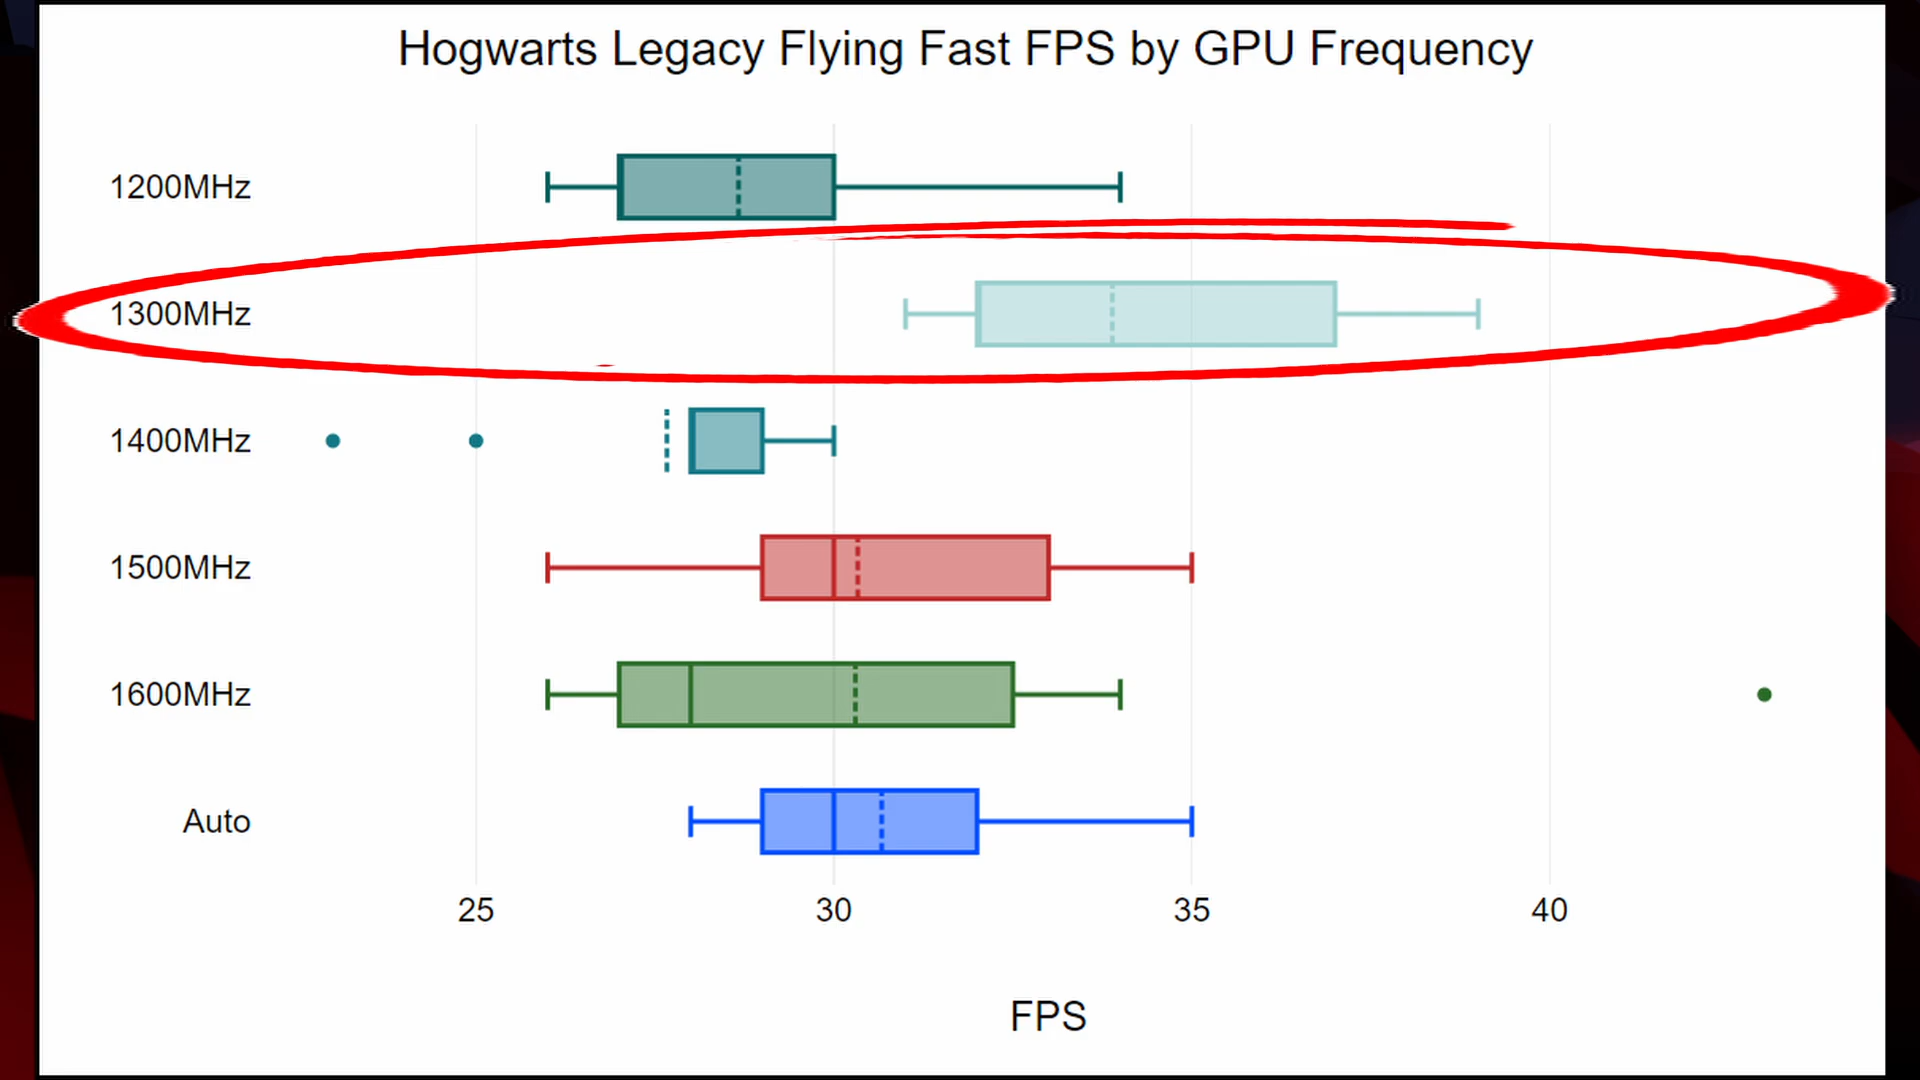 Hogwarts Legacy Flying Fast FPS by GPU Frequency
1200MHz
1300MHz
1400MHz
1500MHz
1600MHz
Auto
25 30 35 40
FPS